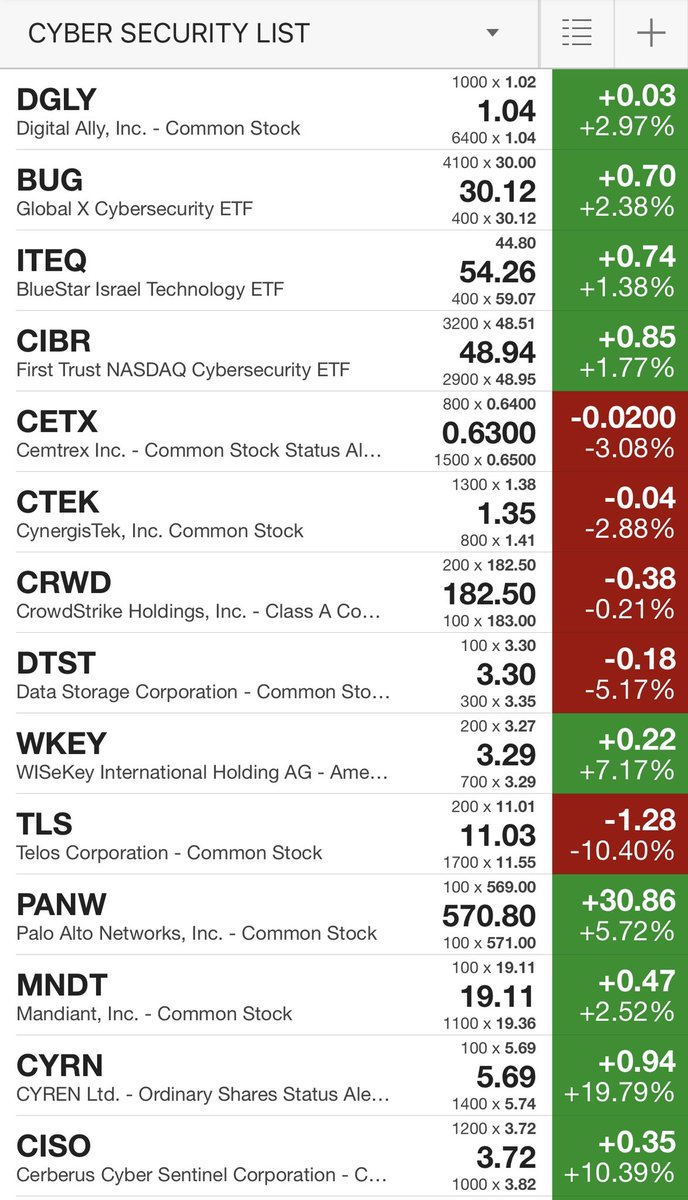 CYBER SECURITY LIST
1000 x 1.02
DGLY 1.04 +0.03
Digital Ally, Inc. - Common Stock +2.97%
6400 x 1.04
4100 x 30.00
BUG 30.12 +0.70
Global X Cybersecurity ETF +2.38%
400 x 30.12
44.80
ITEQ 54.26 +0.74
BlueStar Israel Technology ETF +1.38%
400 x 59.07
3200 x 48.51
CIBR 48.94 +0.85
First Trust NASDAQ Cybersecurity ETF +1.77%
2900 x 48.95
800 x 0.6400
CETX 0.6300 -0.0200
Cemtrex Inc. - Common Stock Status Al... -3.08%
1500 x 0.6500
1300 x 1.38
CTEK 1.35 -0.04
CynergisTek, Inc. Common Stock -2.88%
800 x 1.41
200 x 182.50
CRWD 182.50 -0.38
CrowdStrike Holdings, Inc. - Class A Co... -0.21%
100 x 183.00
100 x 3.30
DTST 3.30 -0.18
Data Storage Corporation - Common Sto... -5.17%
300 x 3.35
200 x 3.27
WKEY 3.29 +0.22
WISeKey International Holding AG - Ame... +7.17%
700 x 3.29
200 x 11.01
TLS 11.03 -1.28
Telos Corporation - Common Stock -10.40%
1700 x 11.55
100 x 569.00
PANW 570.80 +30.86
Palo Alto Networks, Inc. - Common Stock +5.72%
100 x 571.00
100 x 19.11
MNDT 19.11 +0.47
Mandiant, Inc. - Common Stock +2.52%
1100 x 19.36
100 x 5.69
CYRN 5.69 +0.94
CYREN Ltd. - Ordinary Shares Status Ale... +19.79%
1400 x 5.74
1200 x 3.72
CISO 3.72 +0.35
Cerberus Cyber Sentinel Corporation - C... +10.39%
1000 x 3.82